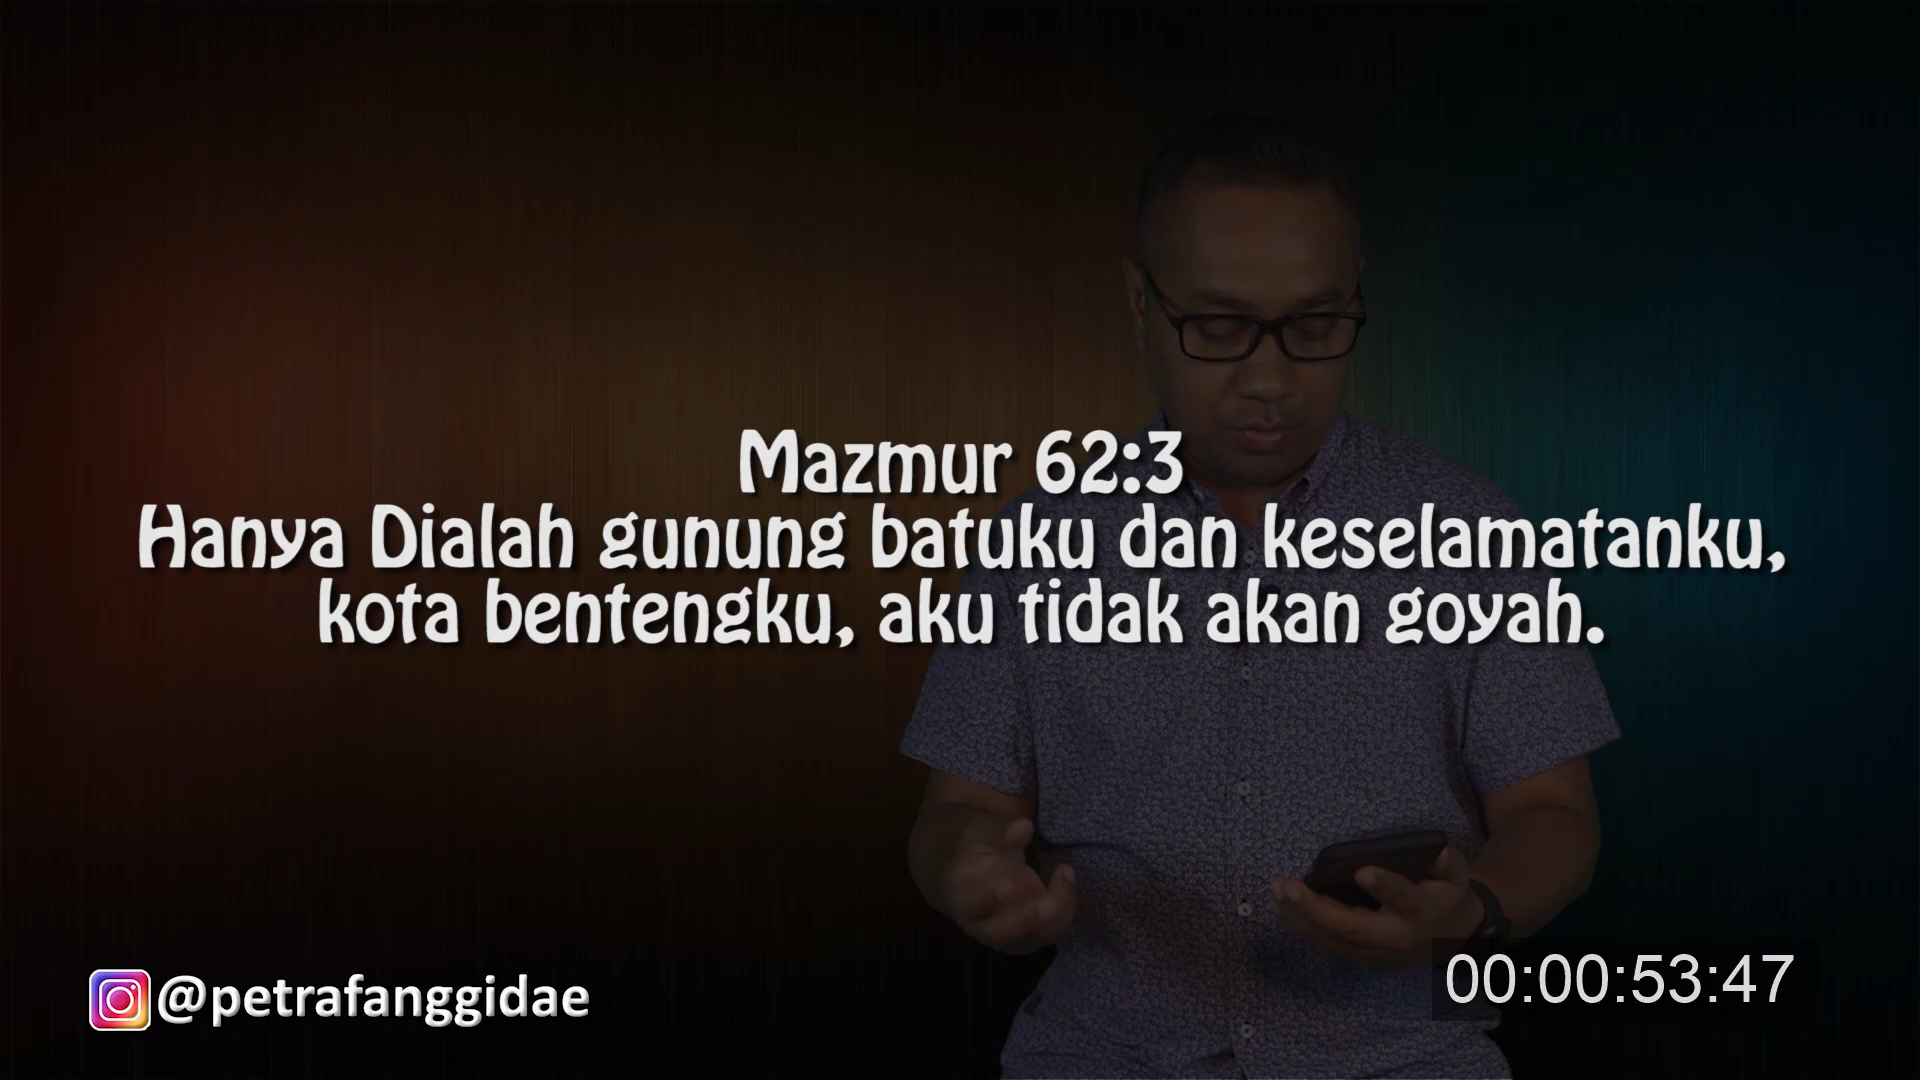 Mazmur 62:3
Hanya Dialah gunung batuku dan keselamatanku,
kota bentengku, aku tidak akan goyah.
@petrafanggidae
00:00:53:47